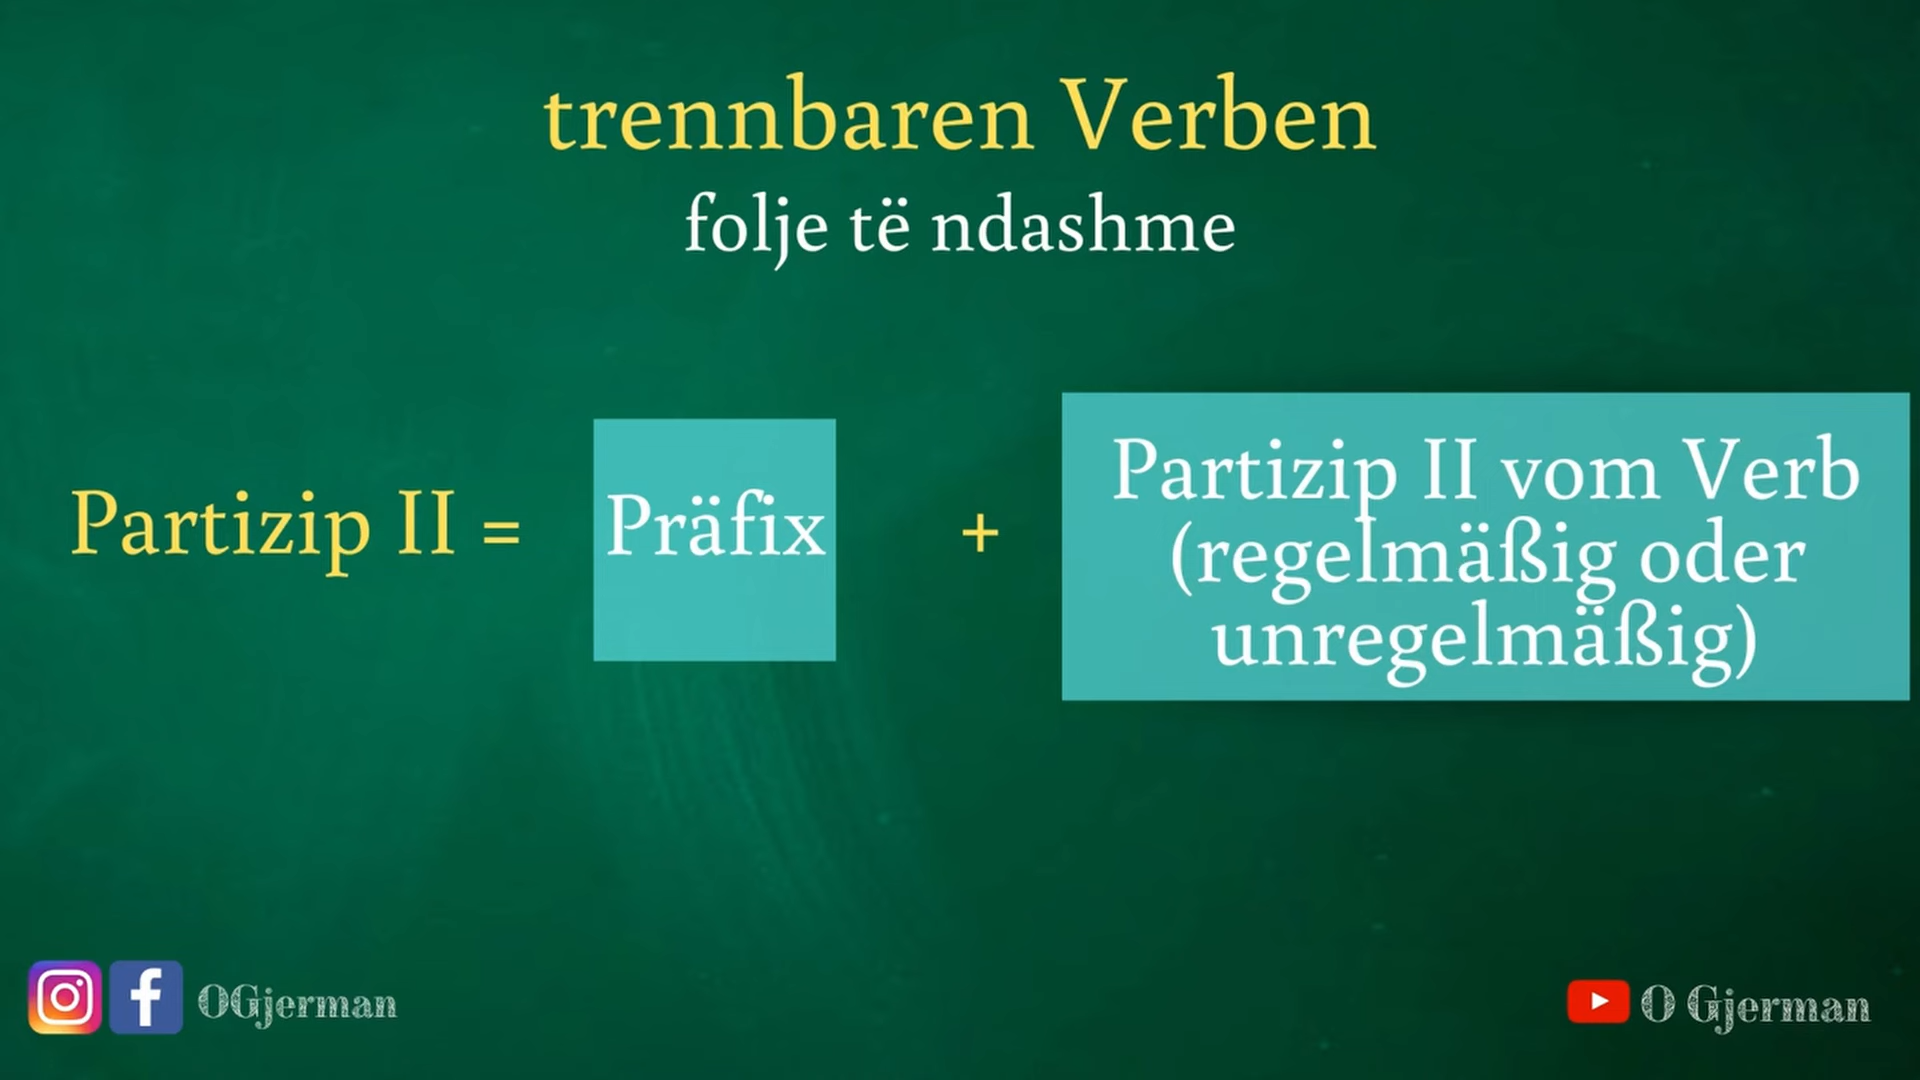 trennbaren Verben
folje të ndashme
Partizip II = Präfix + Partizip II vom Verb
(regelmäßig oder
unregelmäßig)
OGjerman
O Gjerman